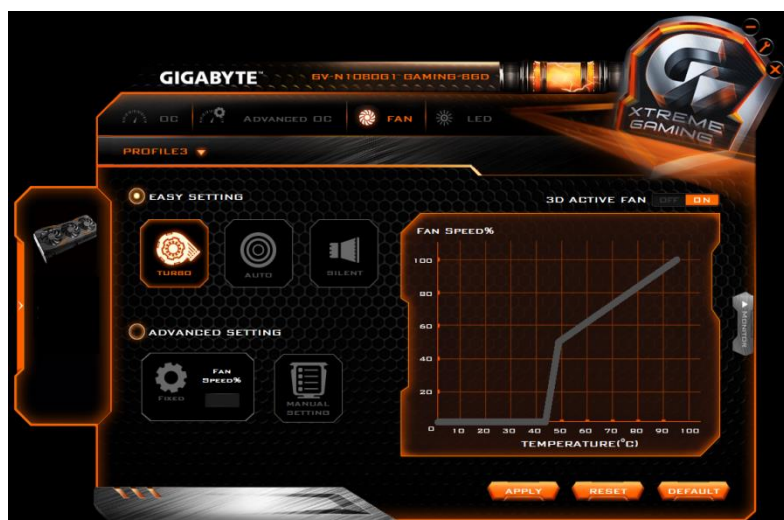 GIGABYTE™ GV-N1080G1 GAMING-8GD
XTREME
GAMING
OC ADVANCED OC FAN LED
PROFILE3
EASY SETTING
3D ACTIVE FAN OFF ON
TURBO AUTO SILENT
FAN SPEED%
100
80
60
40
20
0 10 20 30 40 50 60 70 80 90 100
TEMPERATURE(°C)
MONITOR
ADVANCED SETTING
FIXED
FAN
SPEED%
MANUAL
SETTING
APPLY RESET DEFAULT